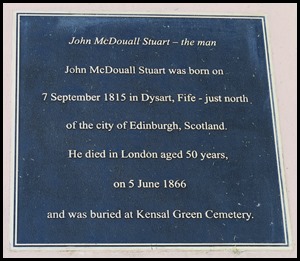 John McDouall Stuart – the man
John McDouall Stuart was born on
7 September 1815 in Dysart, Fife - just north
of the city of Edinburgh, Scotland.
He died in London aged 50 years,
on 5 June 1866
and was buried at Kensal Green Cemetery.